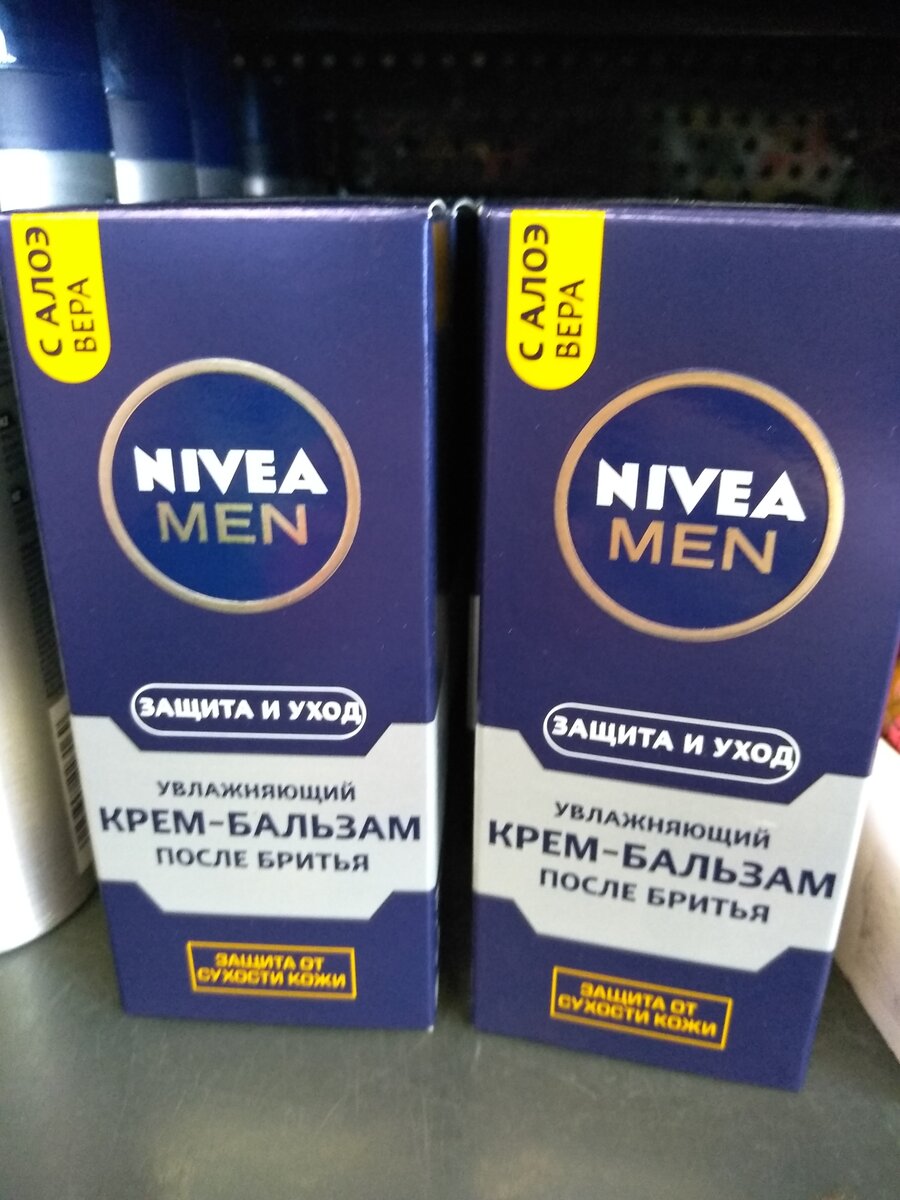 С АЛОЭ
ВЕРА
NIVEA
MEN
ЗАЩИТА И УХОД
УВЛАЖНЯЮЩИЙ
КРЕМ-БАЛЬЗАМ
ПОСЛЕ БРИТЬЯ
ЗАЩИТА ОТ
СУХОСТИ КОЖИ
С АЛОЭ
ВЕРА
NIVEA
MEN
ЗАЩИТА И УХОД
УВЛАЖНЯЮЩИЙ
КРЕМ-БАЛЬЗАМ
ПОСЛЕ БРИТЬЯ
ЗАЩИТА ОТ
СУХОСТИ КОЖИ